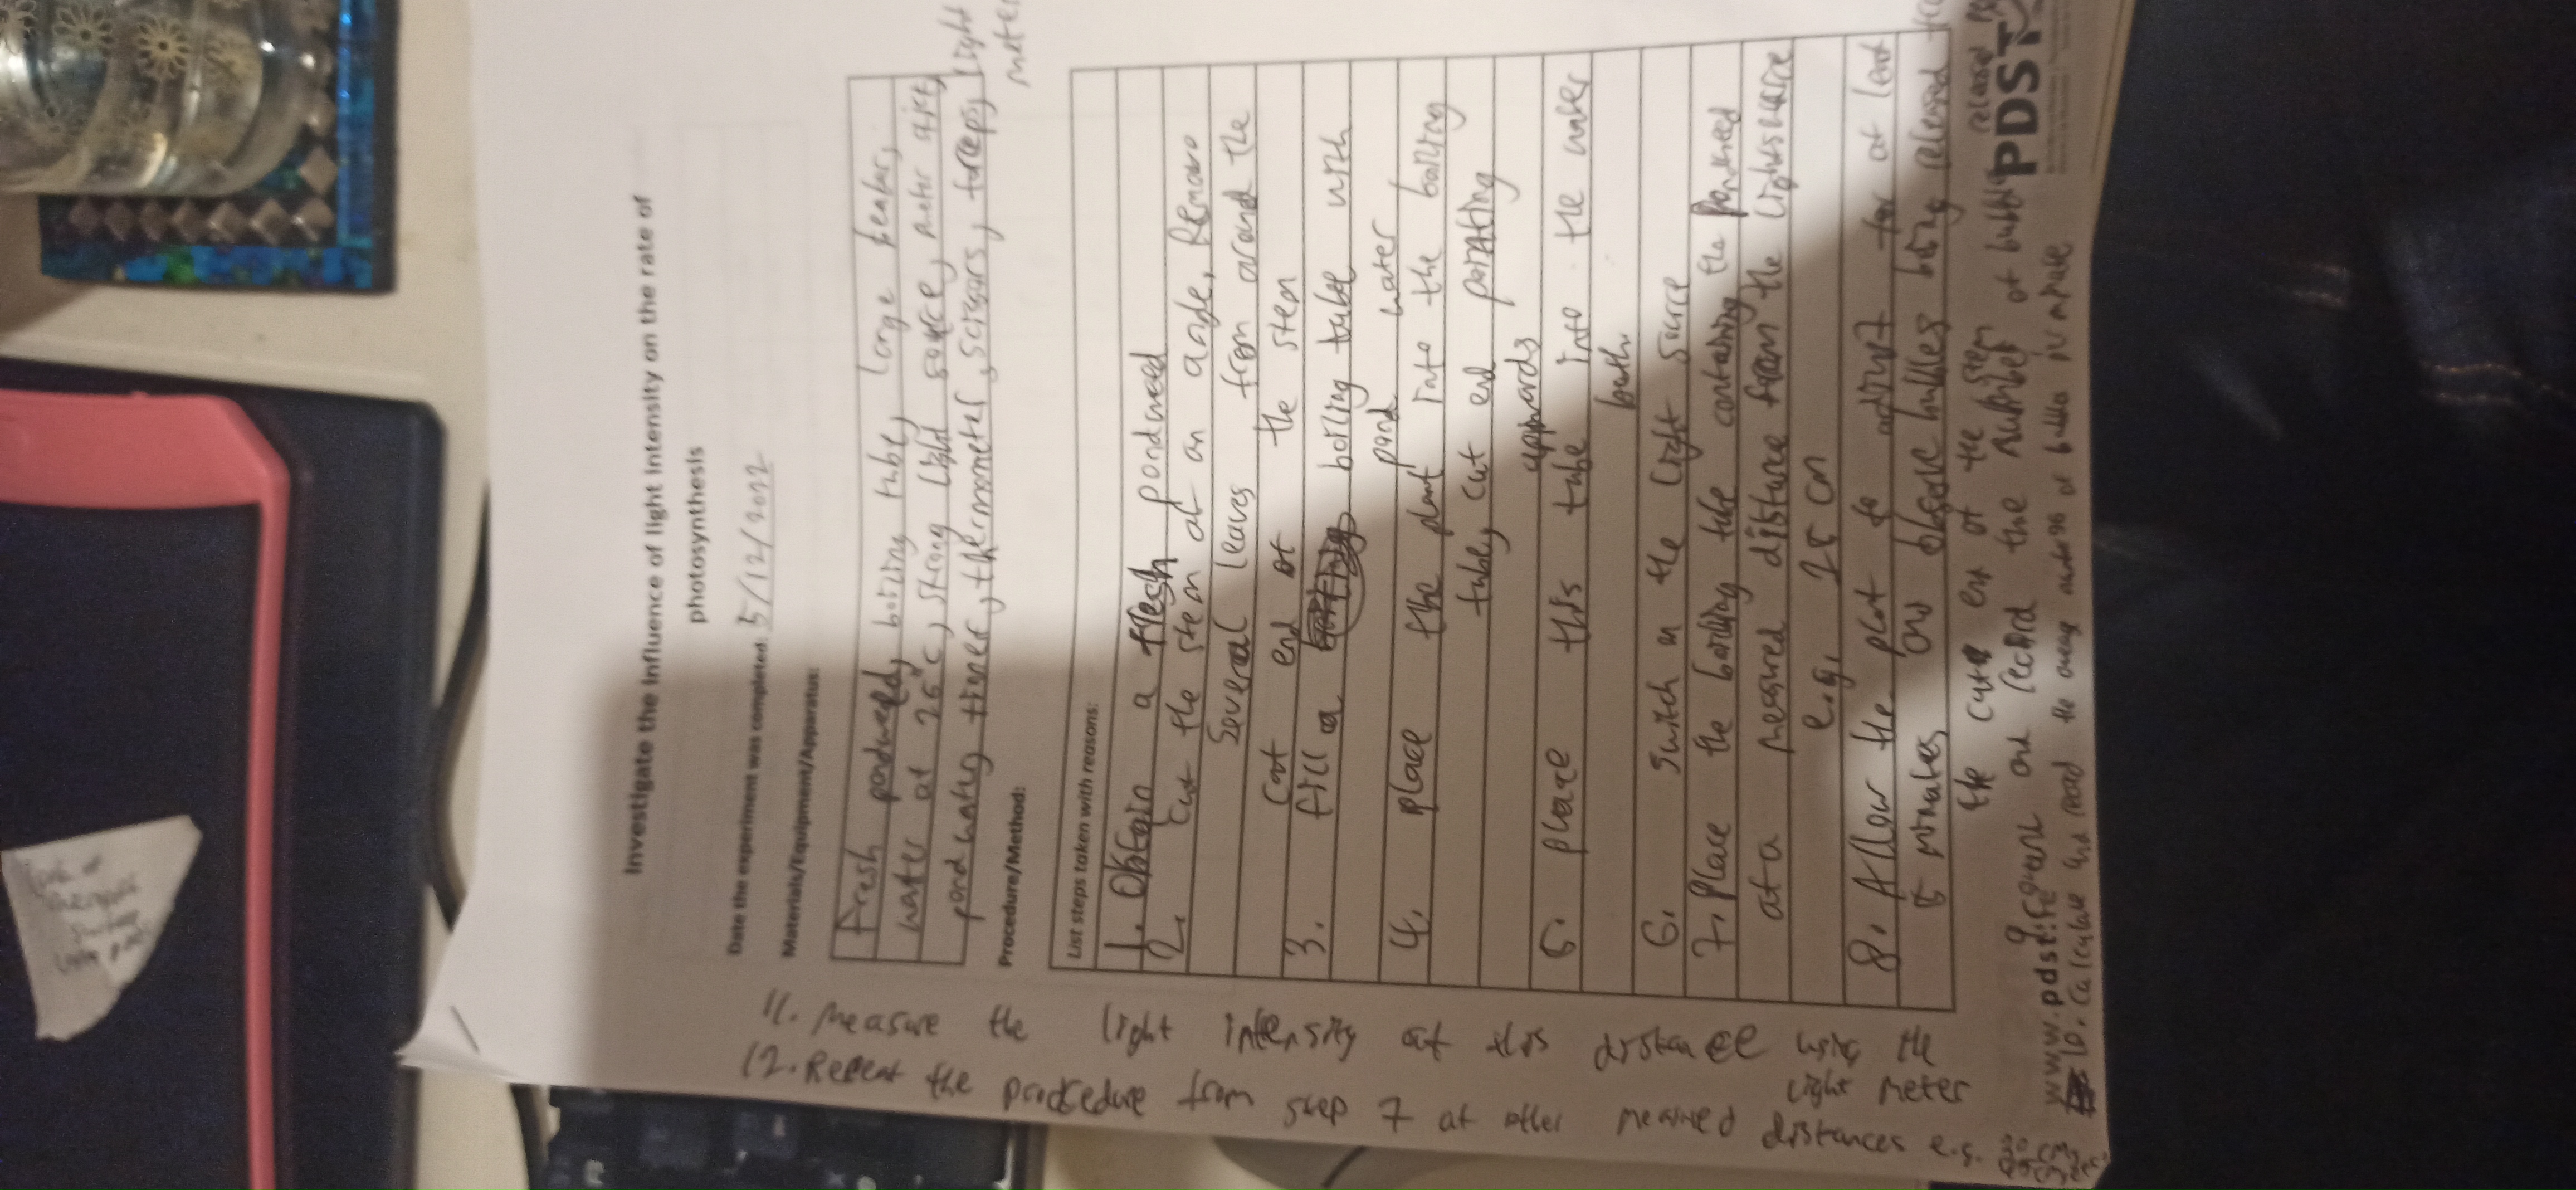 Investigate the influence of light intensity on the rate of
photosynthesis
Date the experiment was completed: 5/12/2022
Materials/Equipment/Apparatus:
Fresh pondweed, boiling tube, large beaker,
water at 25°C, strong light source, meter stick,
pond water, timer, thermometer, scissors, forceps, light
meter
Procedure/Method:
List steps taken with reasons:
1. Obtain a fresh pondweed
2. Cut the stem at an angle, Remove
several leaves from around the
cut end of the stem
3. fill a boiling tube with
pond water
4. place the plant into the boiling
tube, cut end pointing
upwards
5. place this tube into the water
bath
6. switch on the light source
7. Place the boiling tube containing the Pondweed
at a measured distance from the lightsource
e.g. 15 cm
8. Allow the plant to adjust for at least
5 minutes and observe bubbles being released
the cut end of the stem
9. count and record the number of bubbles released
www.pdst.ie
PDST
10. Calculate and record the average number of bubbles per minute
11. Measure the light intensity at this distance using the
light meter
12. Repeat the procedure from step 7 at other measured distances e.g. 30 cm